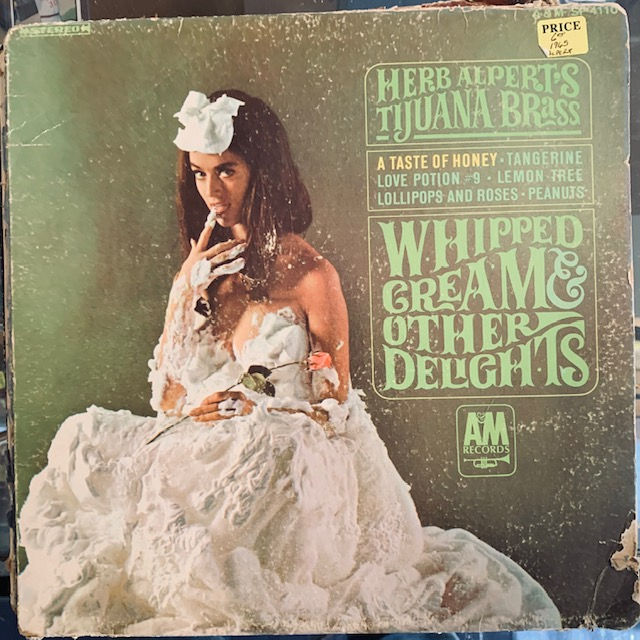 STEREO
PRICE
1965
HERB ALPERT'S
TIJUANA BRASS
A TASTE OF HONEY • TANGERINE
LOVE POTION #9 • LEMON TREE
LOLLIPOPS AND ROSES • PEANUTS
WHIPPED
CREAM &
OTHER
DELIGHTS
A&M
RECORDS